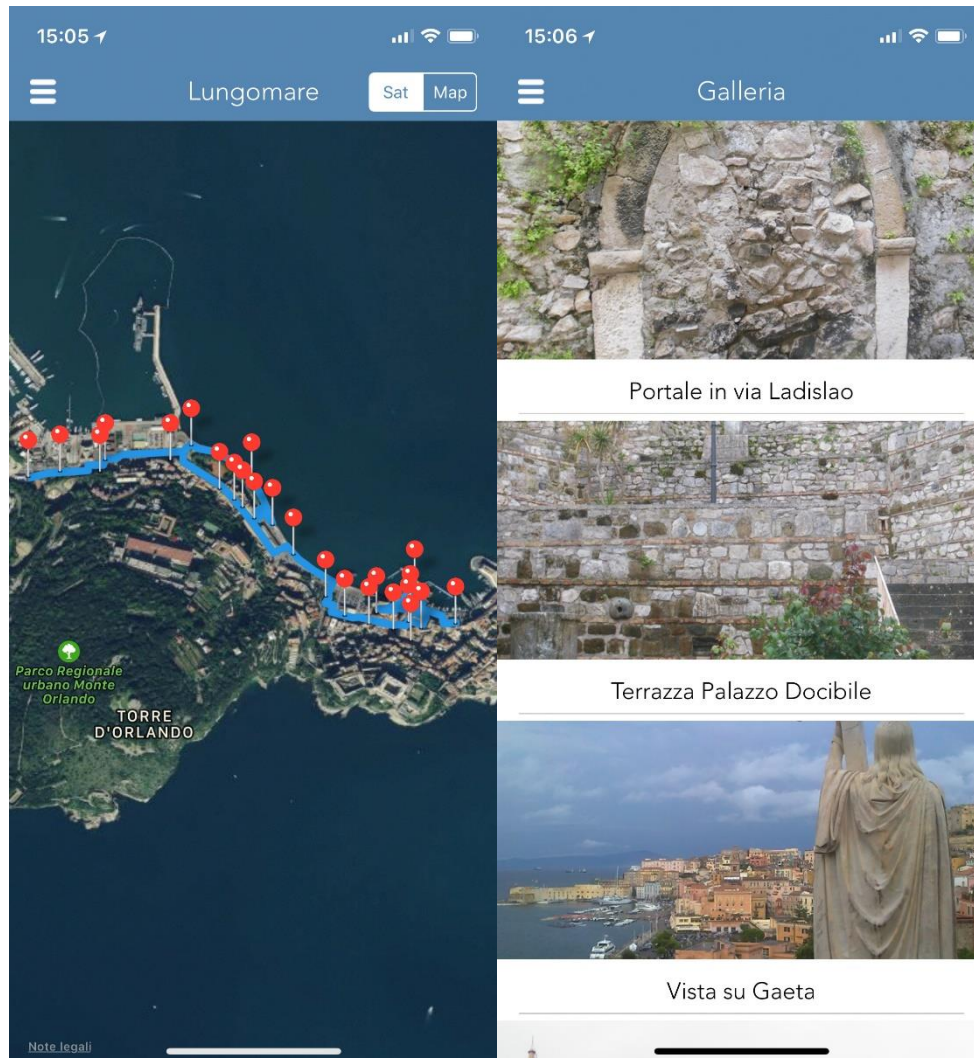 15:05
Lungomare
Sat Map
Parco Regionale
urbano Monte
Orlando
TORRE
D'ORLANDO
Note legali
15:06
Galleria
Portale in via Ladislao
Terrazza Palazzo Docibile
Vista su Gaeta